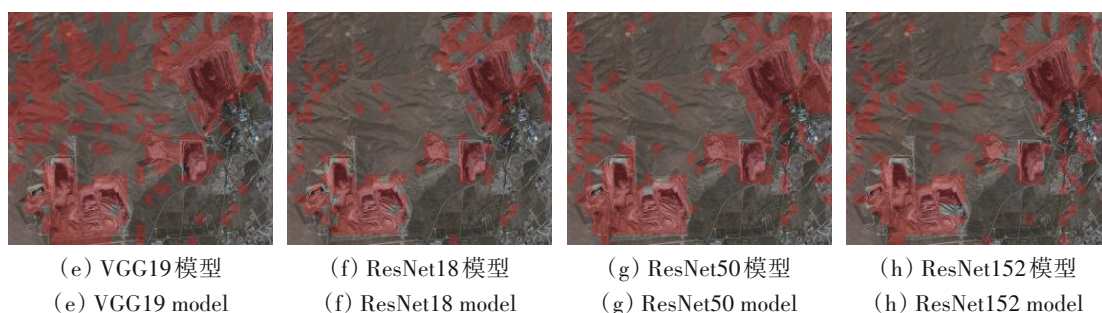 (e) VGG19模型
(f) ResNet18模型
(g) ResNet50模型
(h) ResNet152模型
(e) VGG19 model
(f) ResNet18 model
(g) ResNet50 model
(h) ResNet152 model